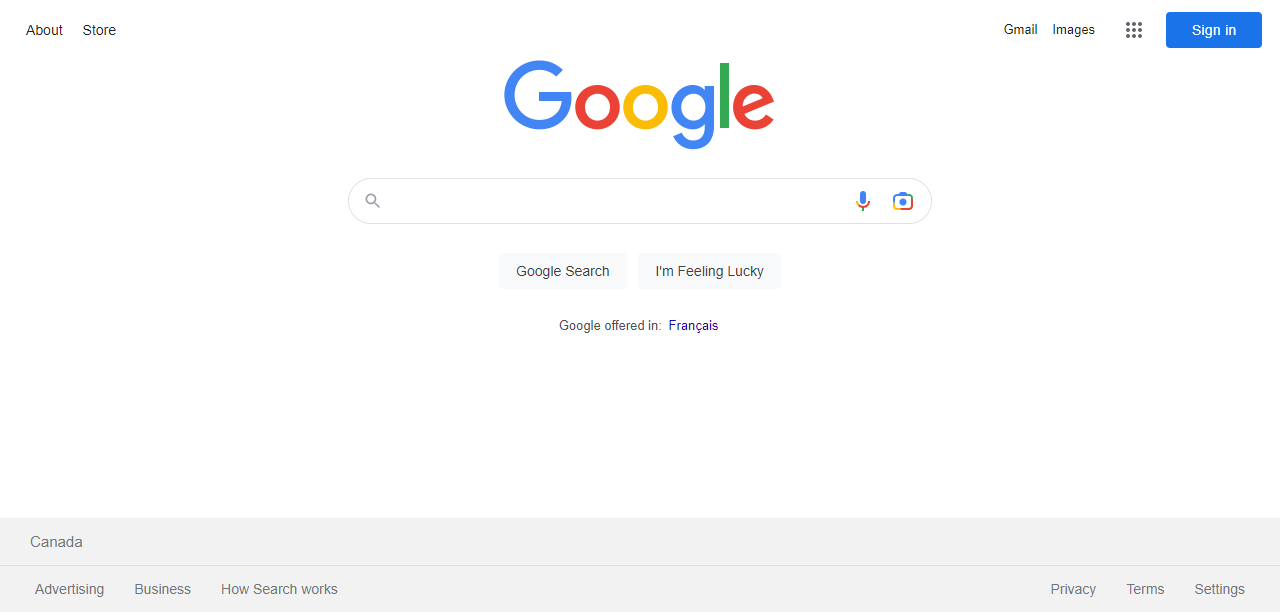 About Store Gmail Images Sign in
Google
Google Search I'm Feeling Lucky
Google offered in: Français
Canada
Advertising Business How Search works Privacy Terms Settings